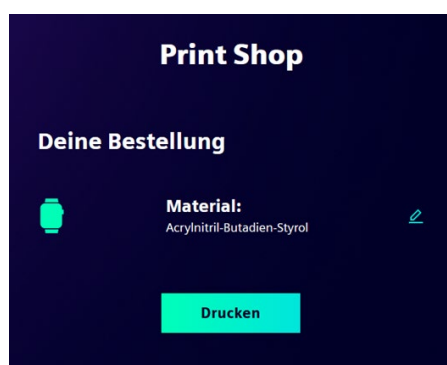 Print Shop
Deine Bestellung
Material:
Acrylnitril-Butadien-Styrol
Drucken